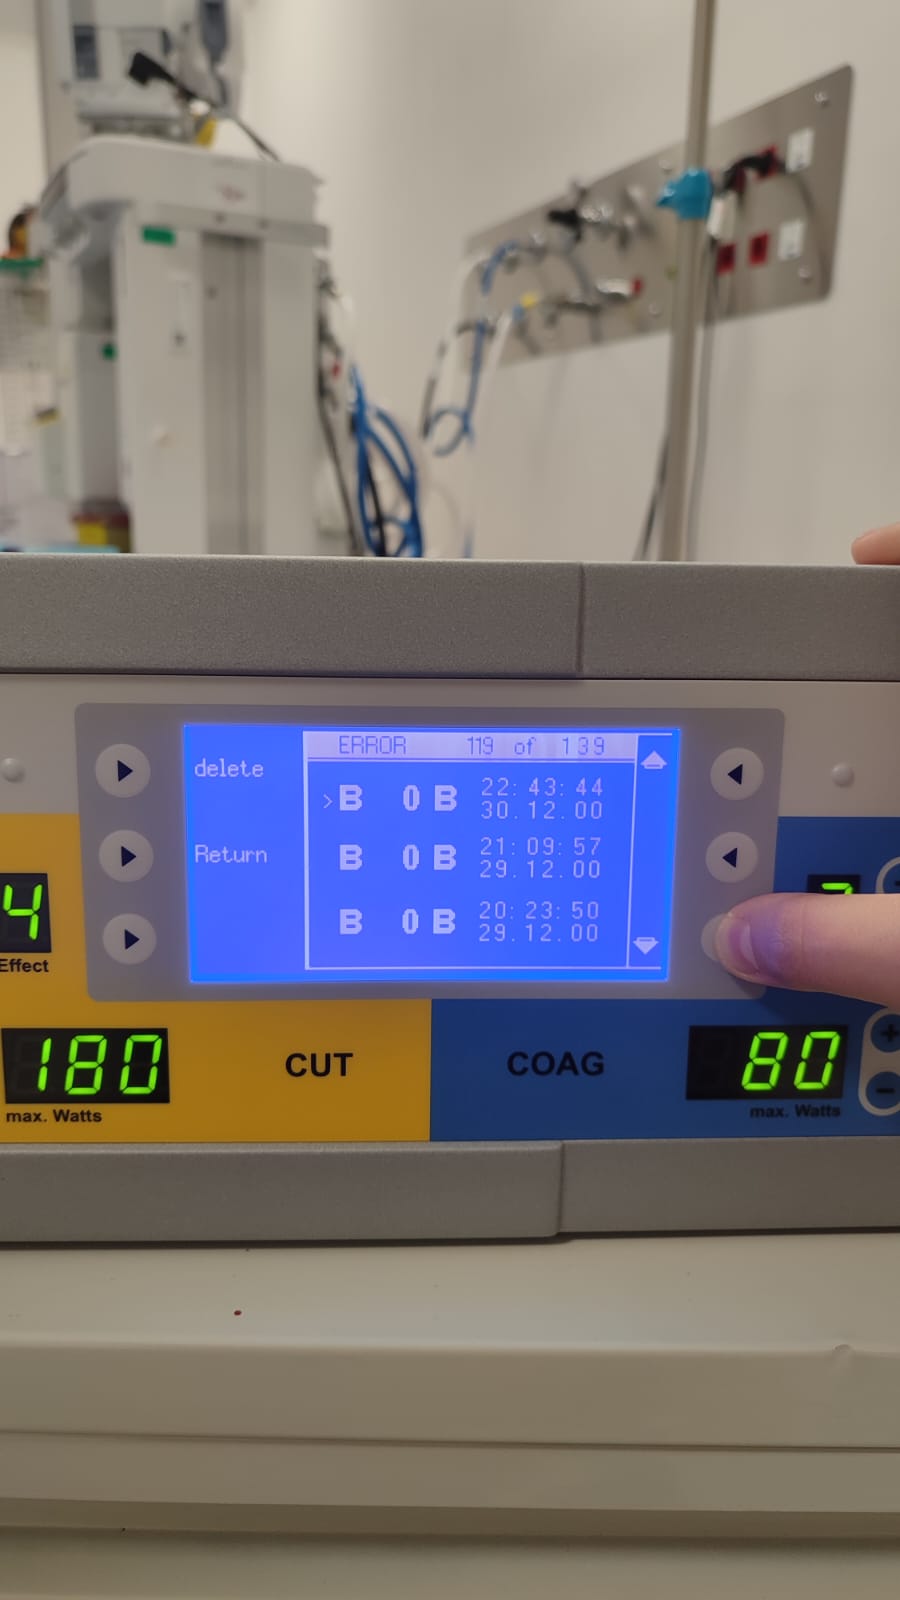 ERROR 119 of 139
delete
> B 0B 22:43:44
30.12.00
Return
B 0B 21:09:57
29.12.00
B 0B 20:23:50
29.12.00
4
Effect
180
CUT
COAG
80
max. Watts
max. Watts
+
-